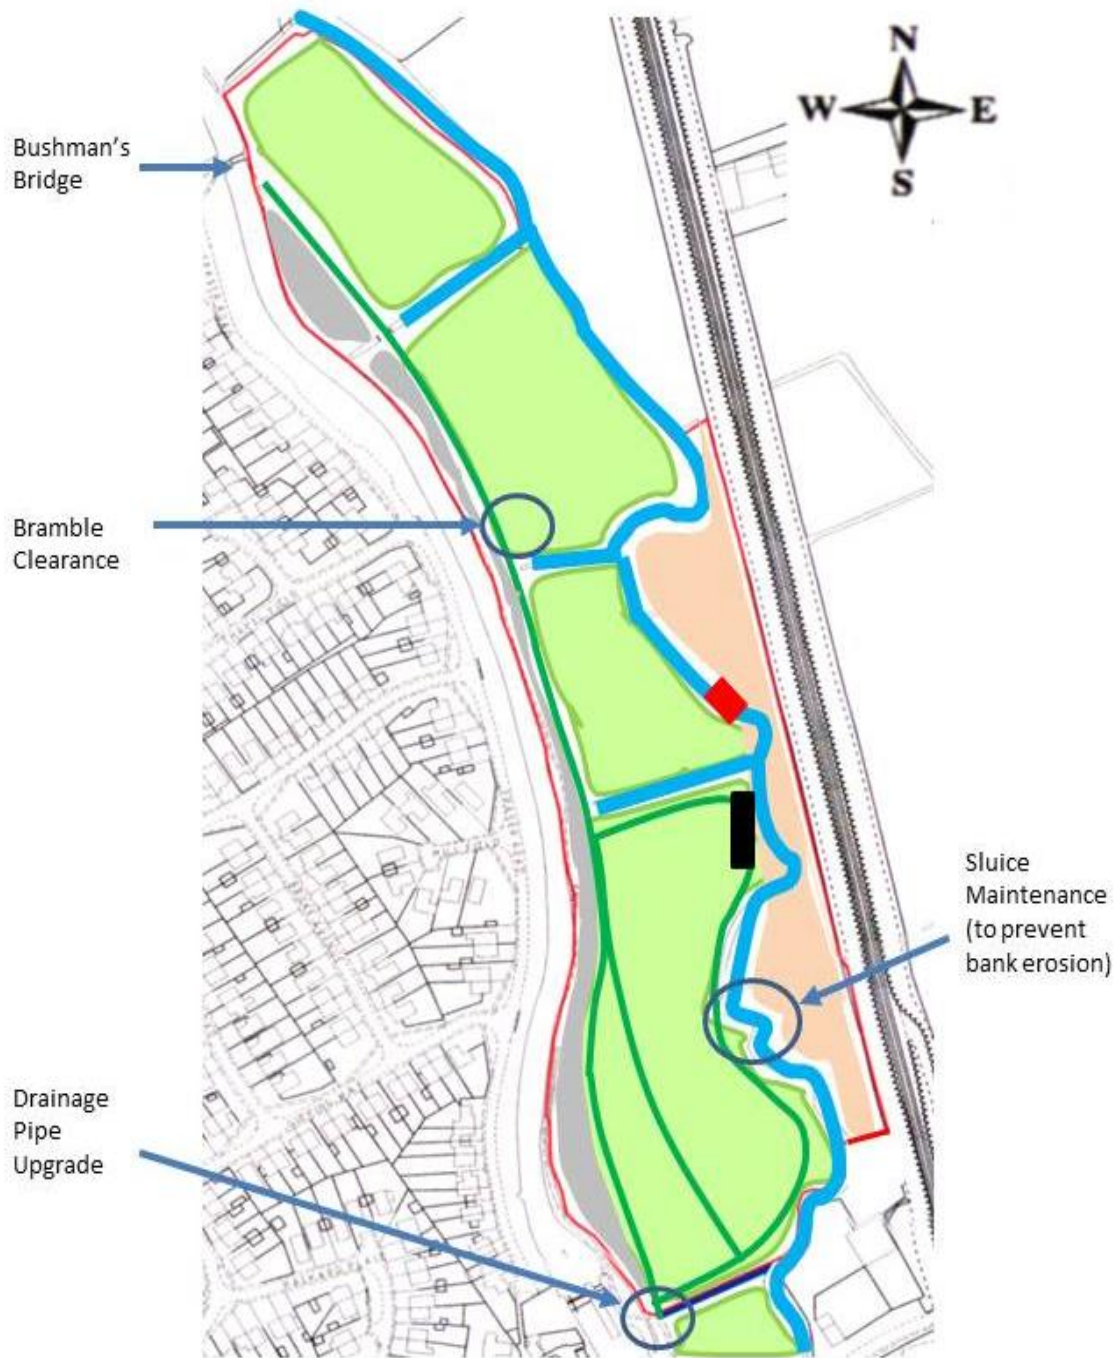 N
W
E
S
Bushman's
Bridge
Bramble
Clearance
Sluice
Maintenance
(to prevent
bank erosion)
Drainage
Pipe
Upgrade